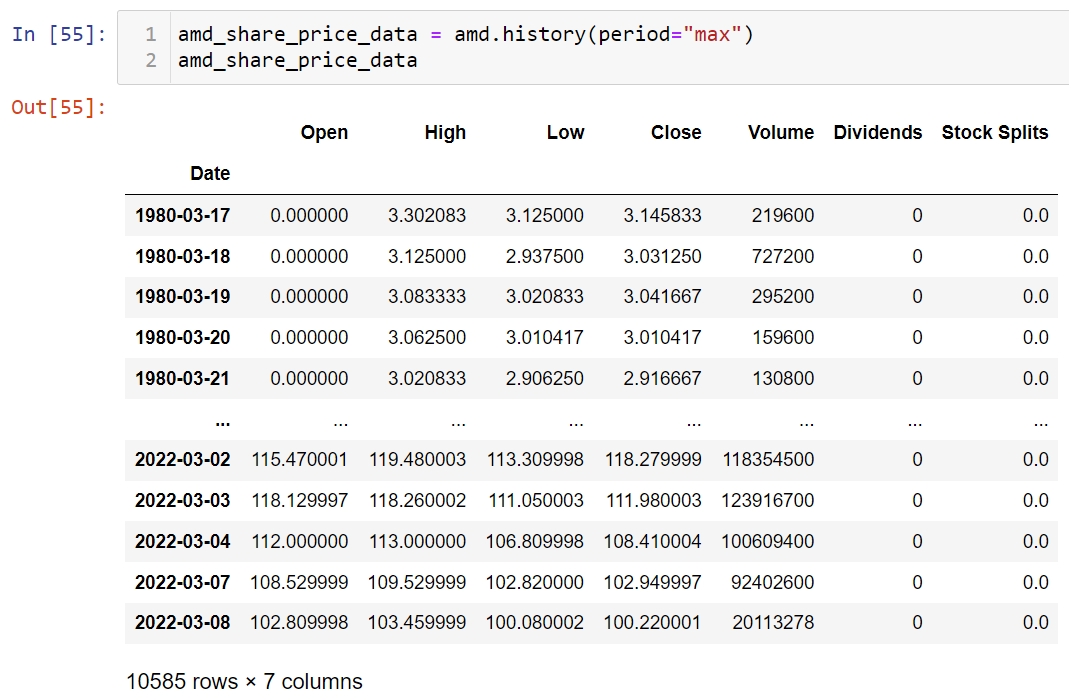 In [55]: 1 amd_share_price_data = amd.history(period="max")
2 amd_share_price_data
Out[55]:
Open High Low Close Volume Dividends Stock Splits
Date
1980-03-17 0.000000 3.302083 3.125000 3.145833 219600 0 0.0
1980-03-18 0.000000 3.125000 2.937500 3.031250 727200 0 0.0
1980-03-19 0.000000 3.083333 3.020833 3.041667 295200 0 0.0
1980-03-20 0.000000 3.062500 3.010417 3.010417 159600 0 0.0
1980-03-21 0.000000 3.020833 2.906250 2.916667 130800 0 0.0
... ... ... ... ... ... ... ...
2022-03-02 115.470001 119.480003 113.309998 118.279999 118354500 0 0.0
2022-03-03 118.129997 118.260002 111.050003 111.980003 123916700 0 0.0
2022-03-04 112.000000 113.000000 106.809998 108.410004 100609400 0 0.0
2022-03-07 108.529999 109.529999 102.820000 102.949997 92402600 0 0.0
2022-03-08 102.809998 103.459999 100.080002 100.220001 20113278 0 0.0
10585 rows × 7 columns